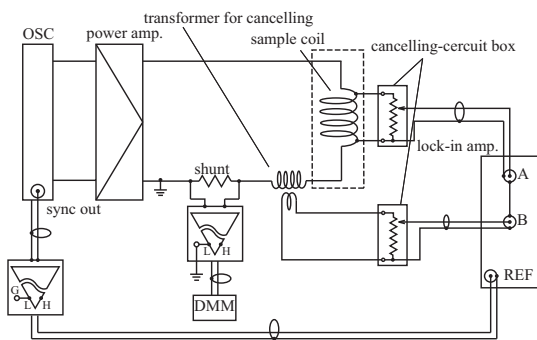 transformer for cancelling
OSC
power amp.
sample coil
cancelling-cercuit box
lock-in amp.
shunt
A
sync out
B
H
L
REF
G
L
H
DMM